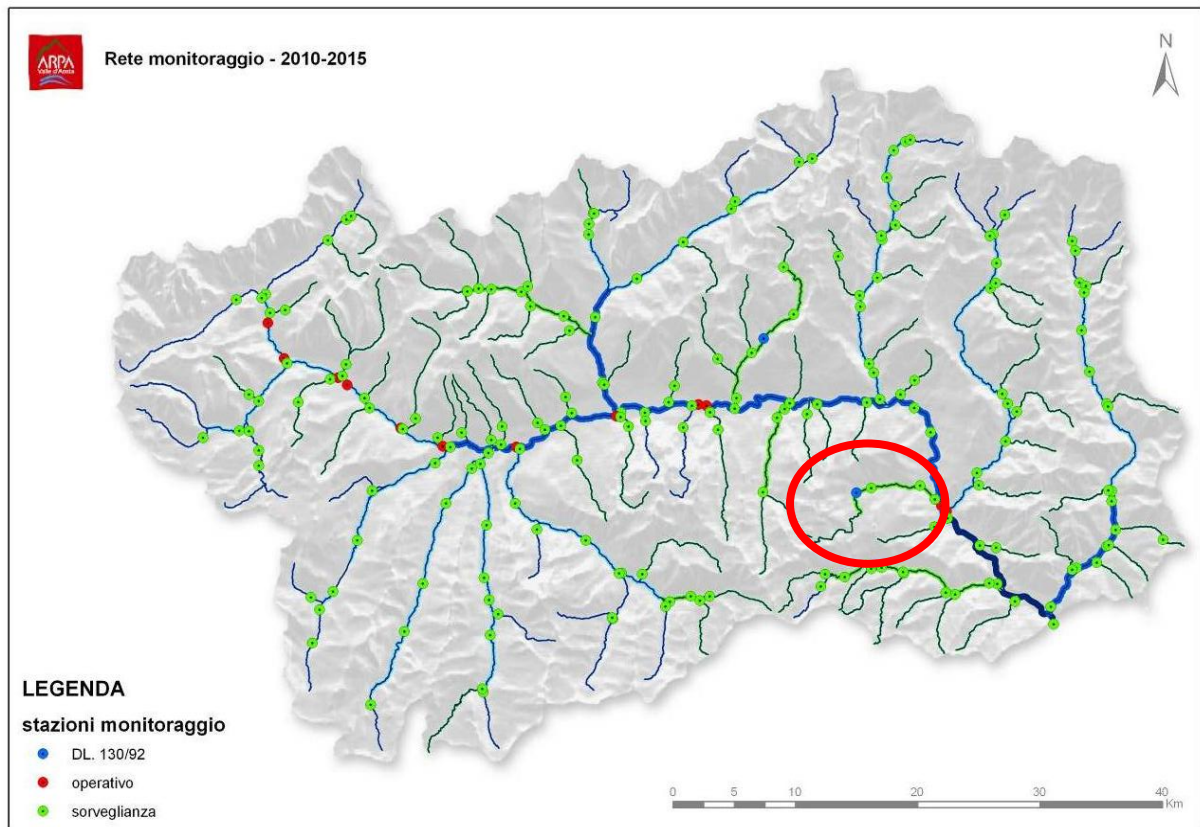 ARPA
Valle d'Aosta
Rete monitoraggio - 2010-2015
N
LEGENDA
stazioni monitoraggio
DL. 130/92
operativo
sorveglianza
0 5 10 20 30 40
Km